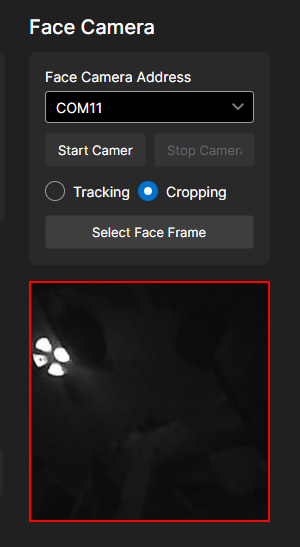 Face Camera
Face Camera Address
COM11
Start Camer
Stop Camera
Tracking
Cropping
Select Face Frame